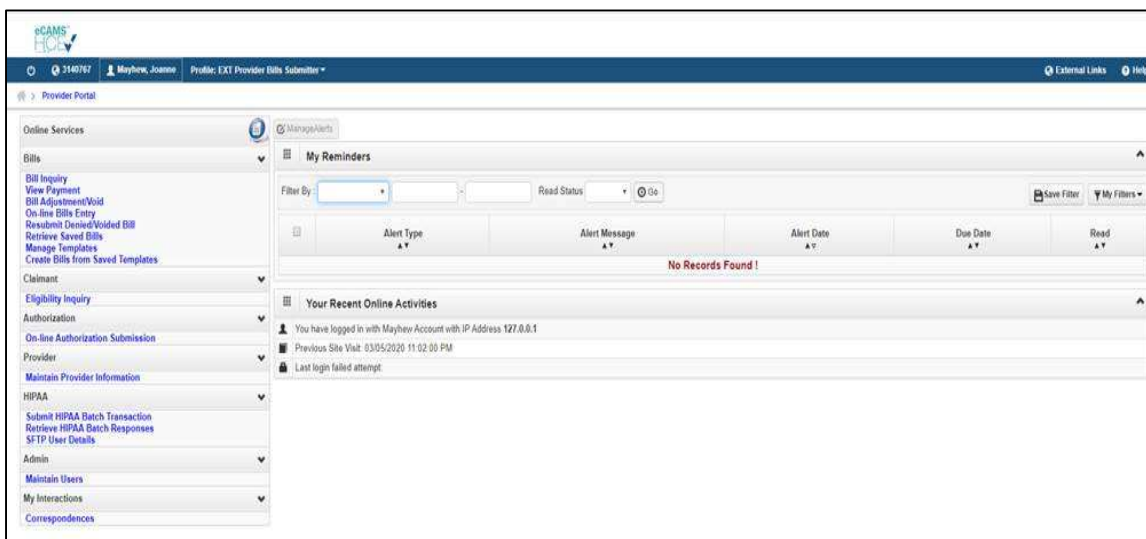 eCAMS
HCE
3140767 Mayhew, Joanne Profile: EXT Provider Bills Submitter External Links Help
> Provider Portal
Online Services
Bills
Bill Inquiry
View Payment
Bill Adjustment/Void
On-line Bills Entry
Resubmit Denied/Voided Bill
Retrieve Saved Bills
Manage Templates
Create Bills from Saved Templates
Claimant
Eligibility Inquiry
Authorization
On-line Authorization Submission
Provider
Maintain Provider Information
HIPAA
Submit HIPAA Batch Transaction
Retrieve HIPAA Batch Responses
SFTP User Details
Admin
Maintain Users
My Interactions
Correspondences
ManageAlerts
My Reminders
Filter By : - Read Status Go Save Filter My Filters
Alert Type Alert Message Alert Date Due Date Read
No Records Found !
Your Recent Online Activities
You have logged in with Mayhew Account with IP Address 127.0.0.1
Previous Site Visit: 03/05/2020 11:02:00 PM
Last login failed attempt: